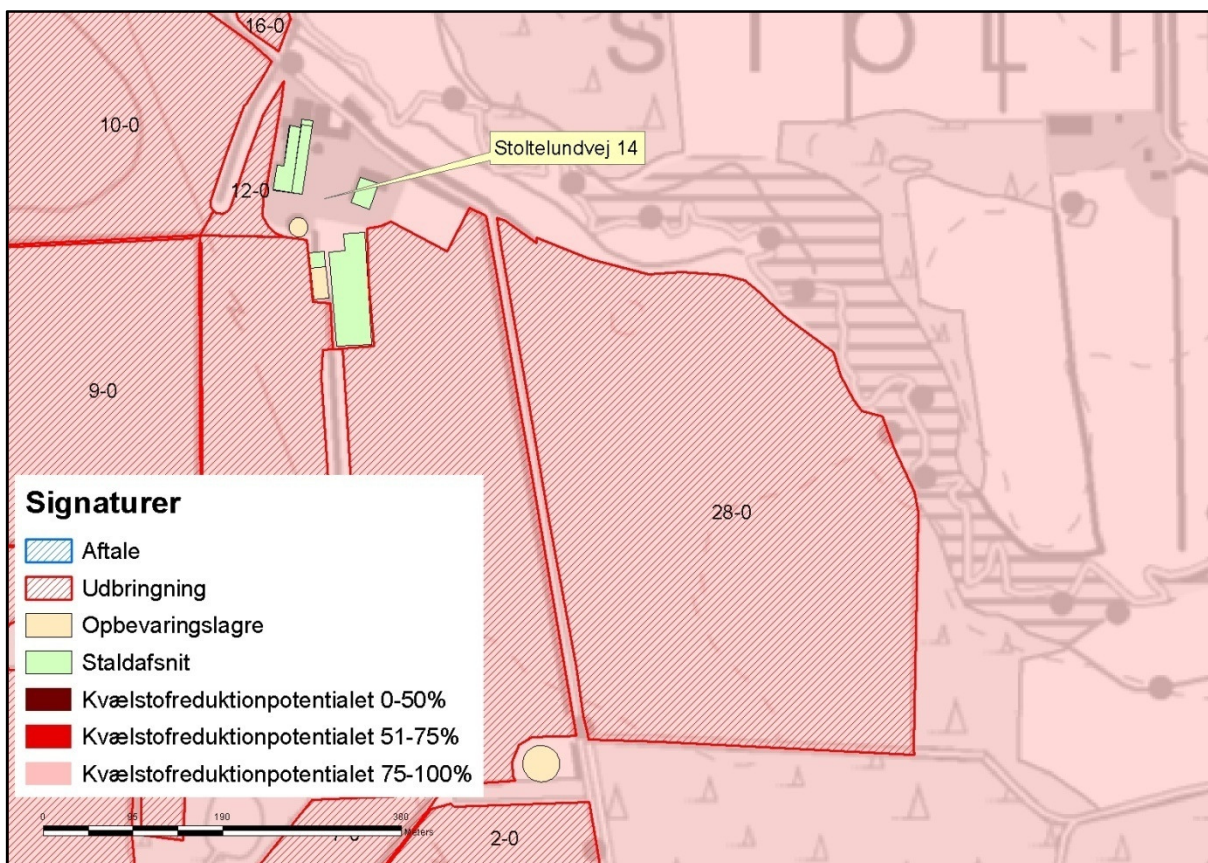 16-0
S
10-0
Stoltelundvej 14
12-0
9-0
28-0
Signaturer
Aftale
Udbringning
Opbevaringslagre
Staldafsnit
Kvælstofreduktionpotentialet 0-50%
Kvælstofreduktionpotentialet 51-75%
Kvælstofreduktionpotentialet 75-100%
0 95 190 380
Meters
2-0